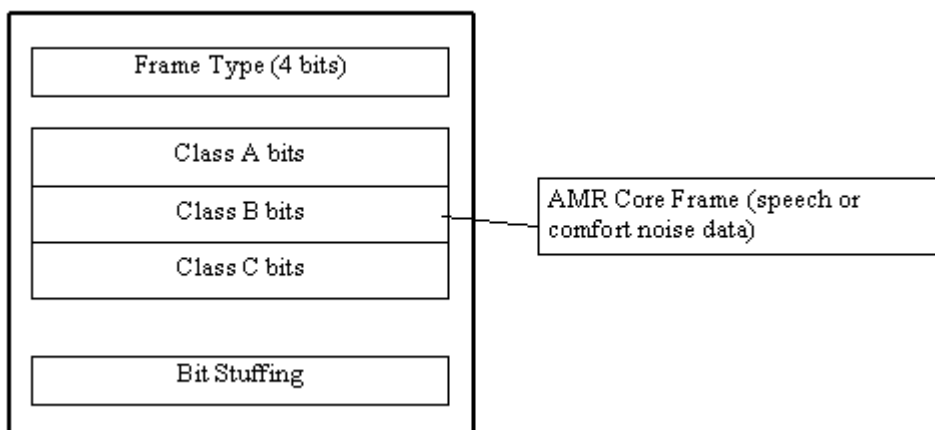 Frame Type (4 bits)
Class A bits
Class B bits
Class C bits
AMR Core Frame (speech or
comfort noise data)
Bit Stuffing